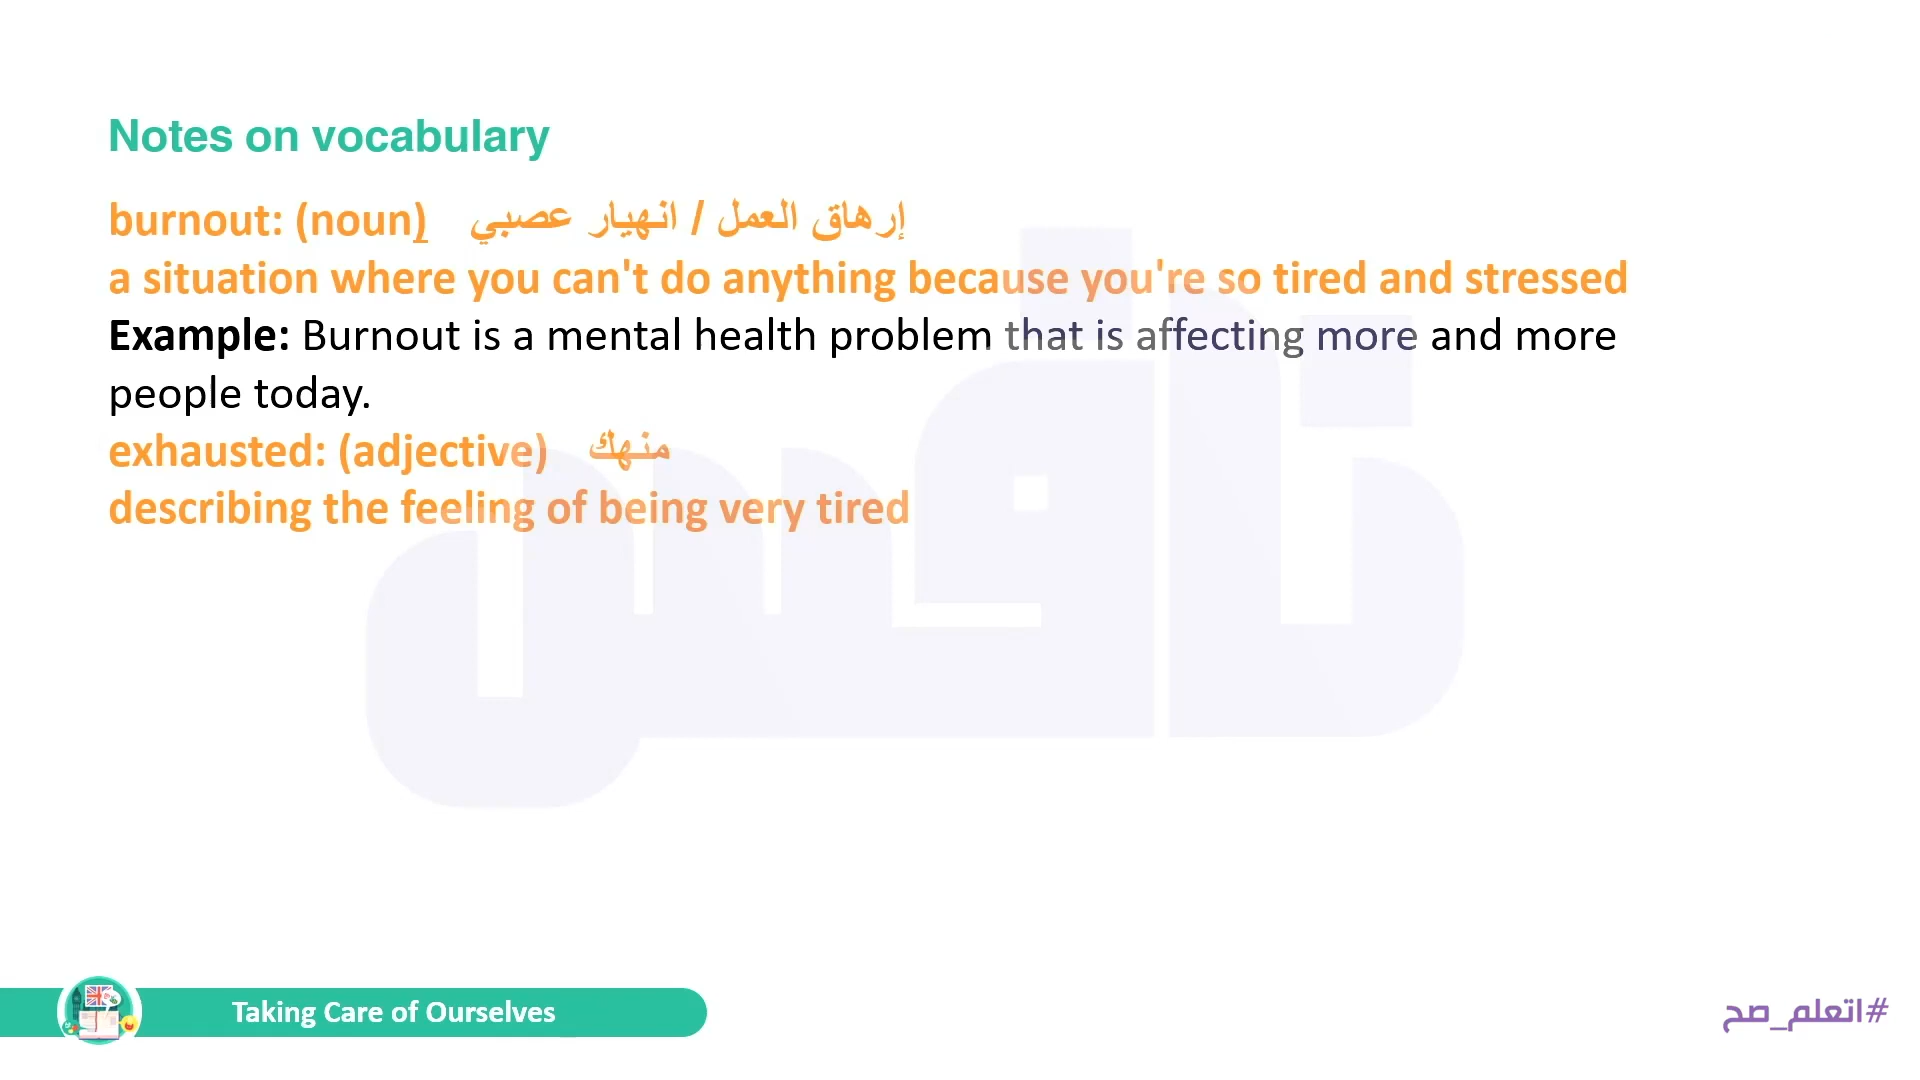 Notes on vocabulary
burnout: (noun) إرهاق العمل / انهيار عصبي
a situation where you can't do anything because you're so tired and stressed
Example: Burnout is a mental health problem that is affecting more and more
people today.
exhausted: (adjective) منهك
describing the feeling of being very tired
نافس
Taking Care of Ourselves
#اتعلم_صح